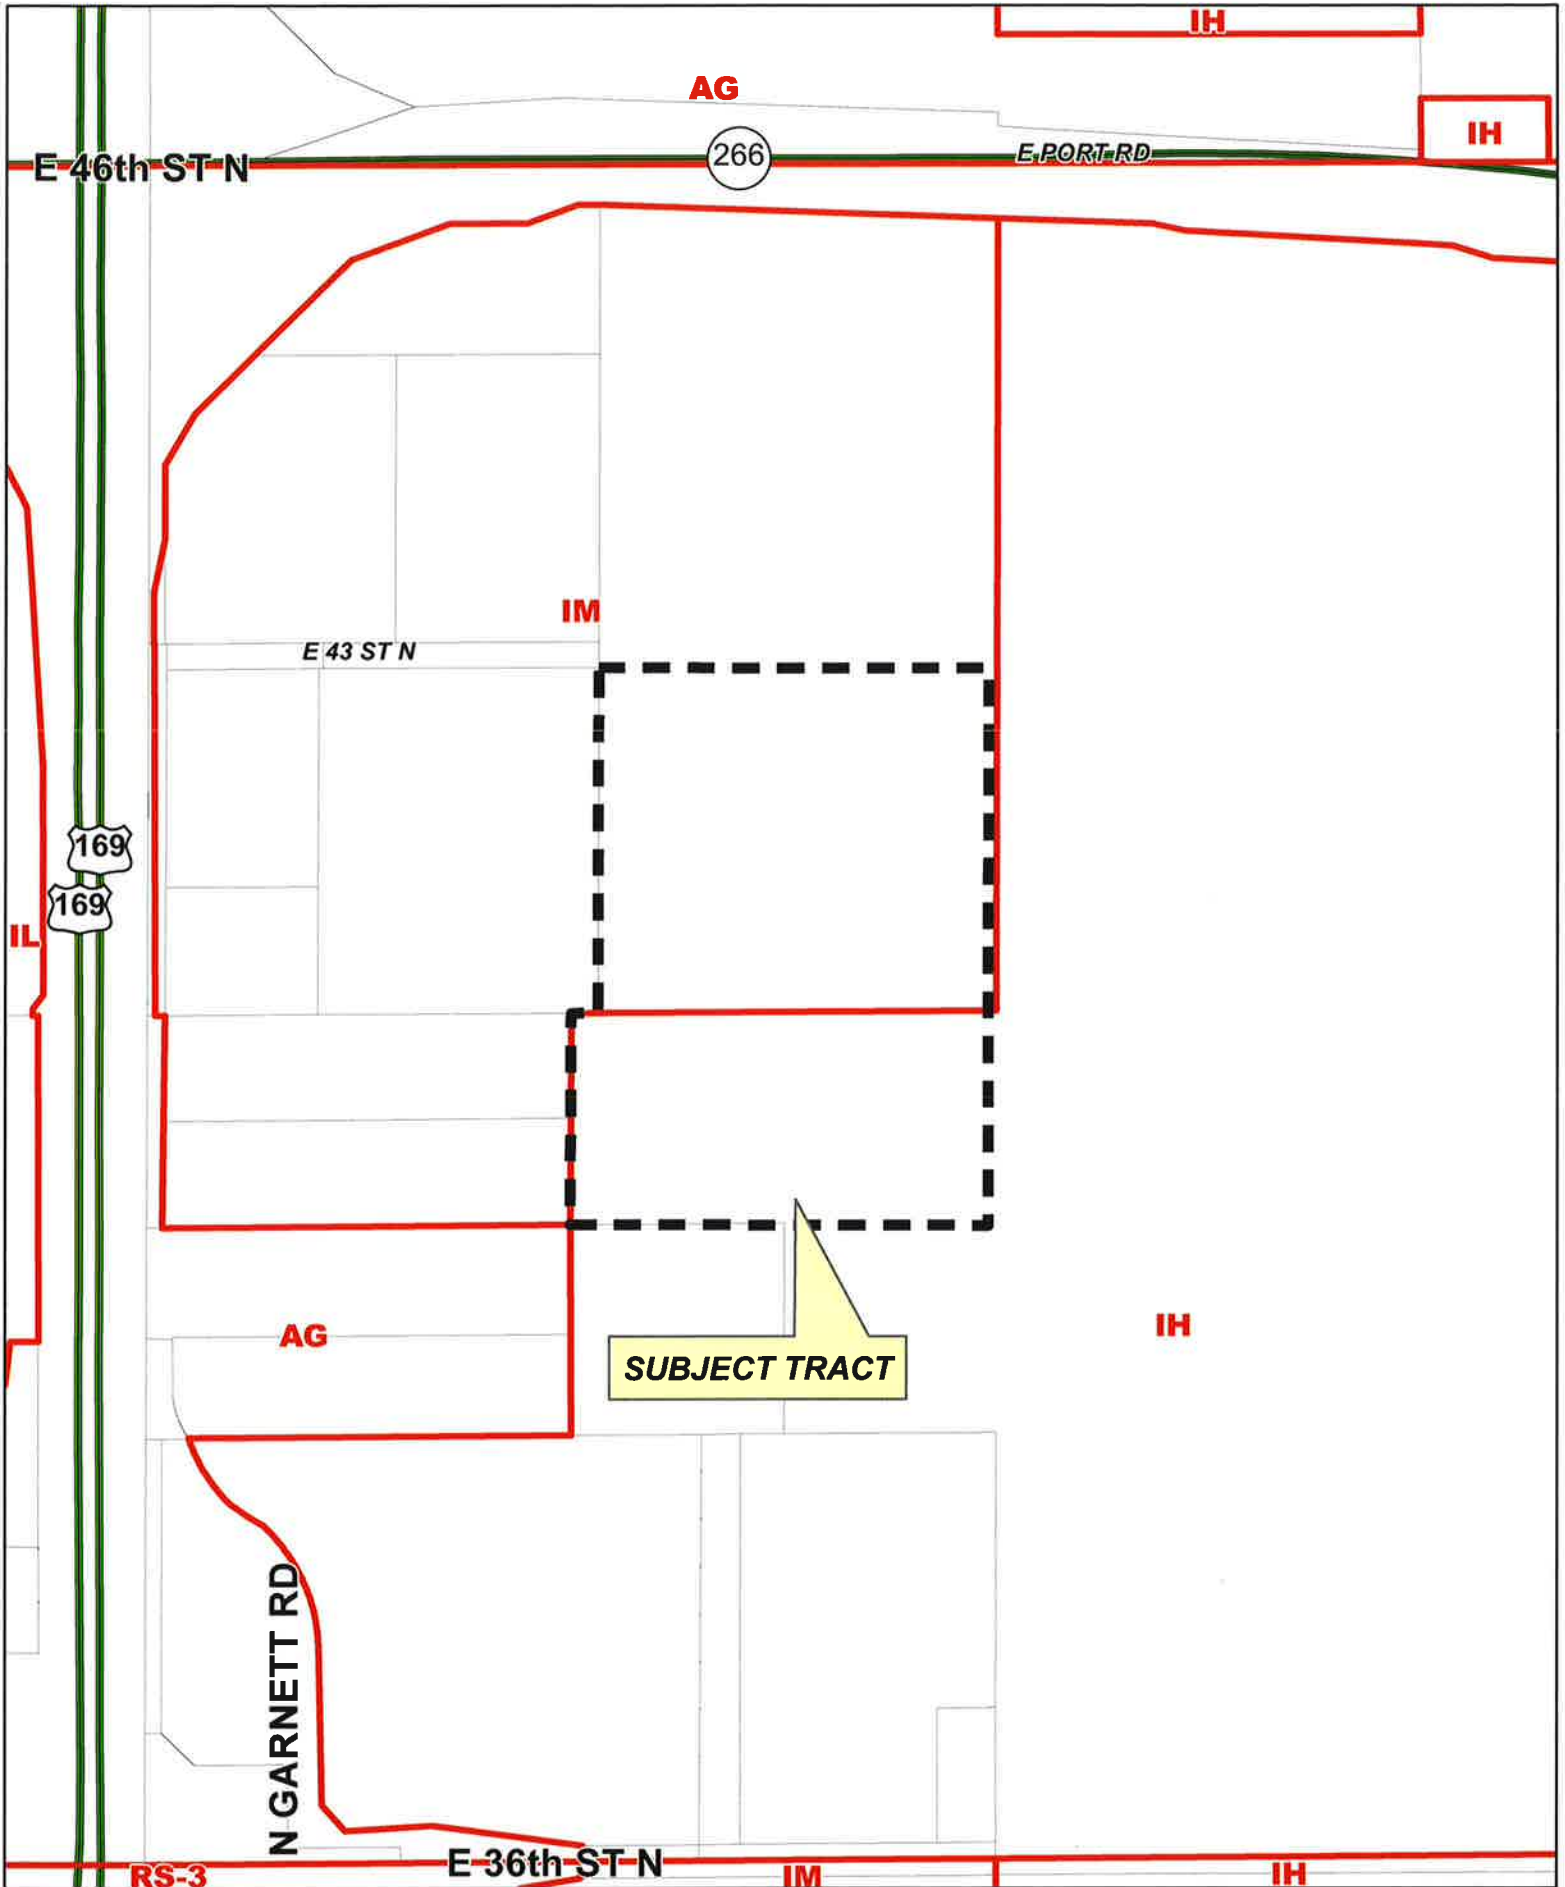 IH
AG
IH
E 46th ST N
266
E PORT RD
IM
E 43 ST N
169
169
IL
IH
AG
SUBJECT TRACT
N GARNETT RD
E 36th ST N
RS-3
IM
IH